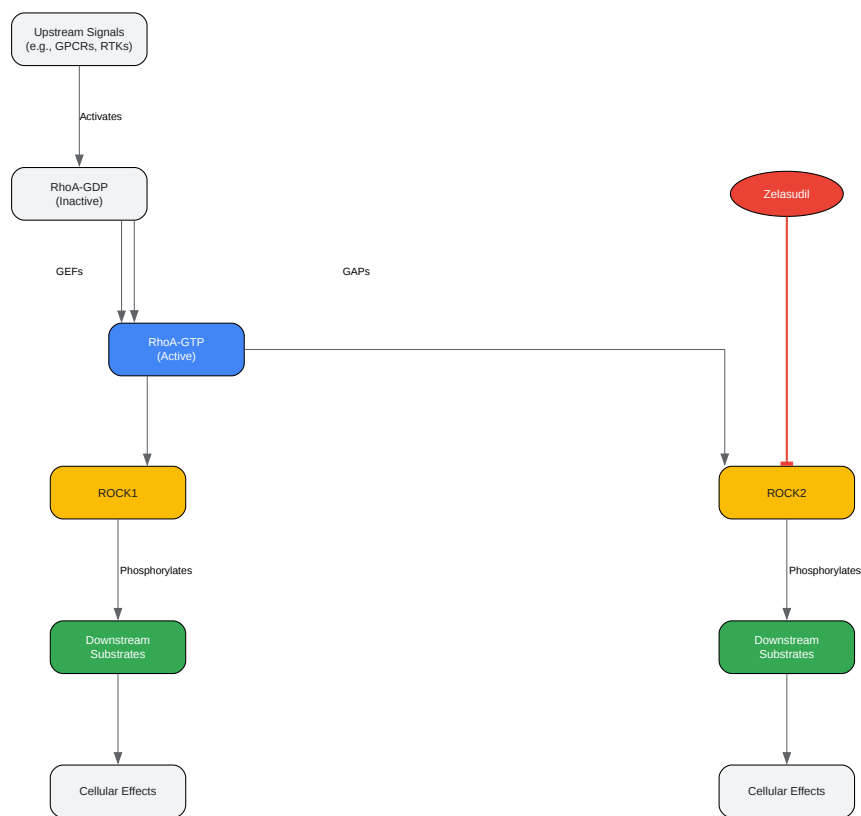 Upstream Signals
(e.g., GPCRs, RTKs)
Activates
RhoA-GDP
(Inactive)
Zelasudil
GEFs
GAPs
RhoA-GTP
(Active)
ROCK1
ROCK2
Phosphorylates
Phosphorylates
Downstream
Substrates
Downstream
Substrates
Cellular Effects
Cellular Effects